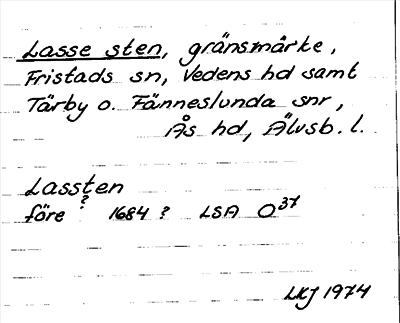 Lasse sten, gränsmärke,
Fristads sn, Vedens hd samt
Tärby o. Fänneslunda snr,
Ås hd, Älvsb. l.
Lassten
före ? 1684 ? LSA O37
LKJ 1974